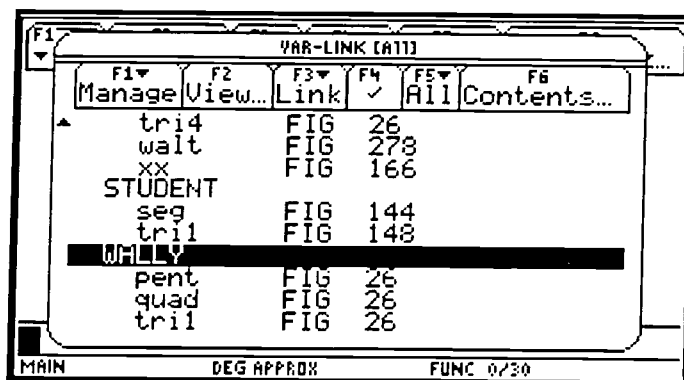 F1
VAR-LINK [All]
F1▼ F2 F3▼ F4 F5▼ F6
Manage View... Link ✓ All Contents...
tri4 FIG 26
walt FIG 278
xx FIG 166
STUDENT
seg FIG 144
tri1 FIG 148
WALLY
pent FIG 26
quad FIG 26
tri1 FIG 26
MAIN DEG APPROX FUNC 0/30